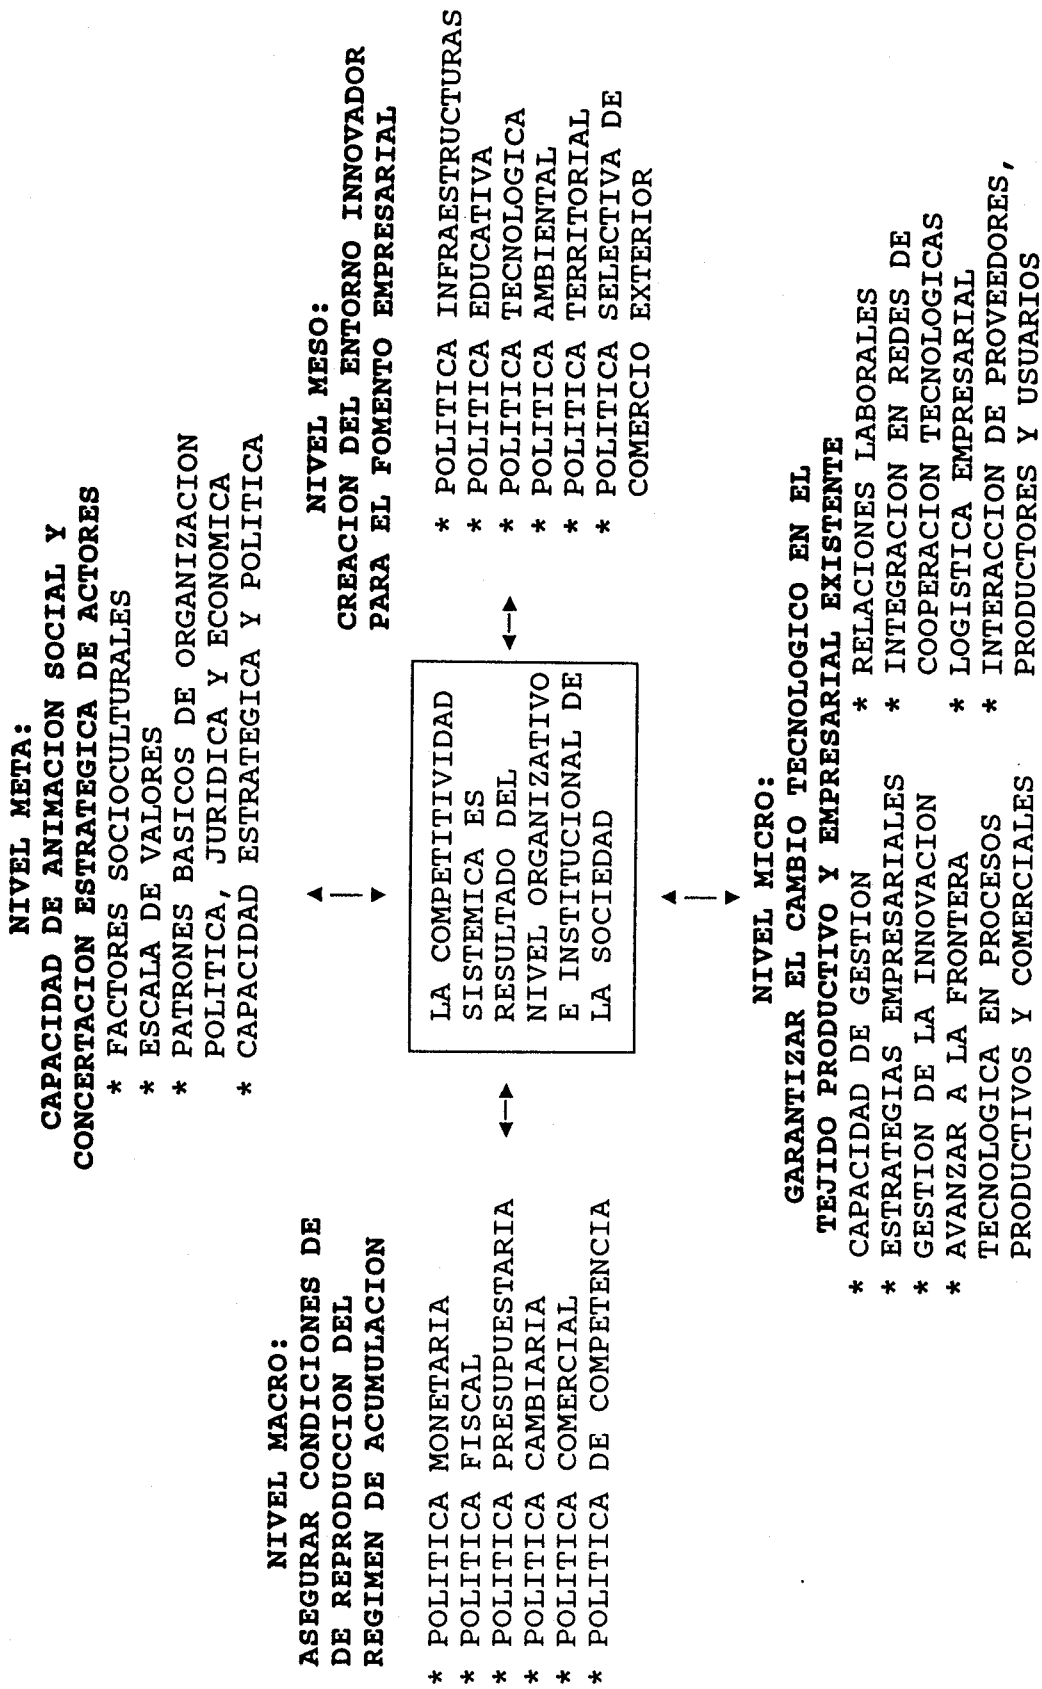 NIVEL META:
CAPACIDAD DE ANIMACION SOCIAL Y
CONCERTACION ESTRATEGICA DE ACTORES
* FACTORES SOCIOCULTURALES
* ESCALA DE VALORES
* PATRONES BASICOS DE ORGANIZACION
POLITICA, JURIDICA Y ECONOMICA
* CAPACIDAD ESTRATEGICA Y POLITICA
NIVEL MACRO:
ASEGURAR CONDICIONES DE
DE REPRODUCCION DEL
REGIMEN DE ACUMULACION
* POLITICA MONETARIA
* POLITICA FISCAL
* POLITICA PRESUPUESTARIA
* POLITICA CAMBIARIA
* POLITICA COMERCIAL
* POLITICA DE COMPETENCIA
LA COMPETITIVIDAD
SISTEMICA ES
RESULTADO DEL
NIVEL ORGANIZATIVO
E INSTITUCIONAL DE
LA SOCIEDAD
NIVEL MESO:
CREACION DEL ENTORNO INNOVADOR
PARA EL FOMENTO EMPRESARIAL
* POLITICA INFRAESTRUCTURAS
* POLITICA EDUCATIVA
* POLITICA TECNOLOGICA
* POLITICA AMBIENTAL
* POLITICA TERRITORIAL
* POLITICA SELECTIVA DE
COMERCIO EXTERIOR
NIVEL MICRO:
GARANTIZAR EL CAMBIO TECNOLOGICO EN EL
TEJIDO PRODUCTIVO Y EMPRESARIAL EXISTENTE
* CAPACIDAD DE GESTION
* ESTRATEGIAS EMPRESARIALES
* GESTION DE LA INNOVACION
* AVANZAR A LA FRONTERA
TECNOLOGICA EN PROCESOS
PRODUCTIVOS Y COMERCIALES
* RELACIONES LABORALES
* INTEGRACION EN REDES DE
COOPERACION TECNOLOGICAS
* LOGISTICA EMPRESARIAL
* INTERACCION DE PROVEEDORES,
PRODUCTORES Y USUARIOS